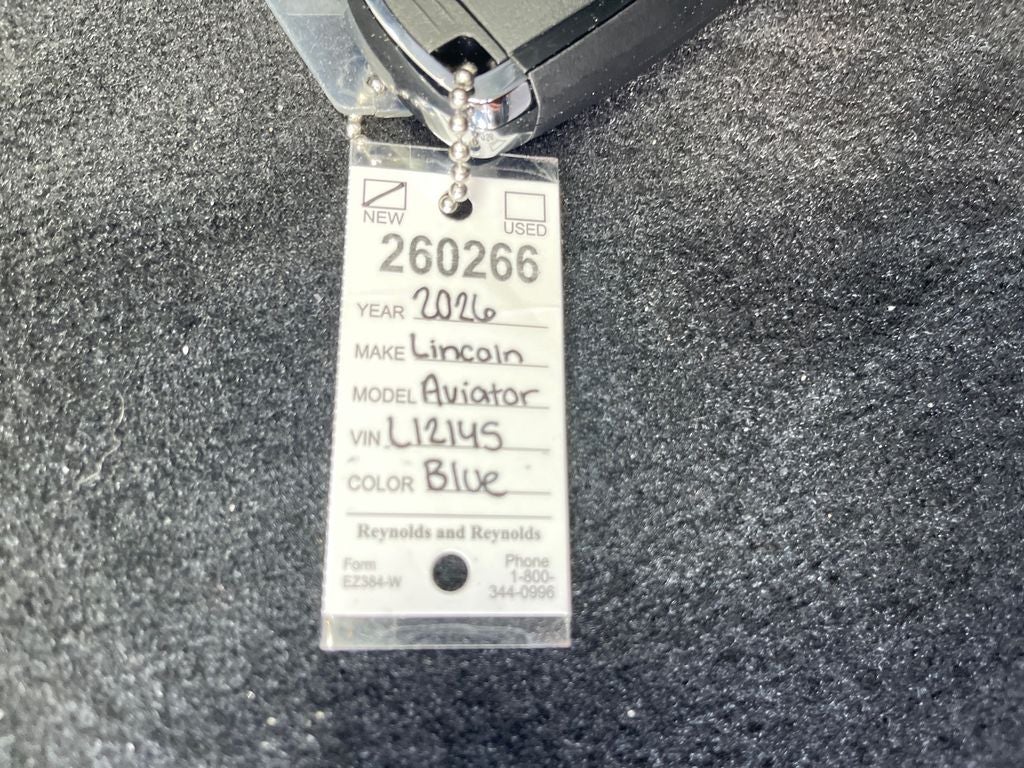 NEW USED
260266
YEAR 2026
MAKE Lincoln
MODEL Aviator
VIN L12145
COLOR Blue
Reynolds and Reynolds
Form
EZ384-W
Phone
1-800-
344-0996